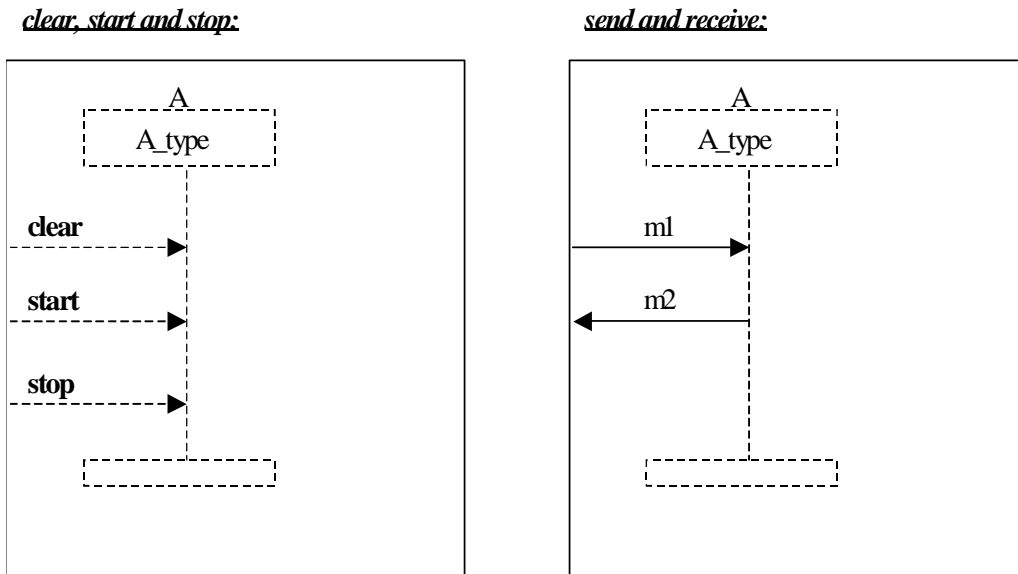 clear, start and stop:
A
A_type
clear
start
stop
send and receive:
A
A_type
m1
m2